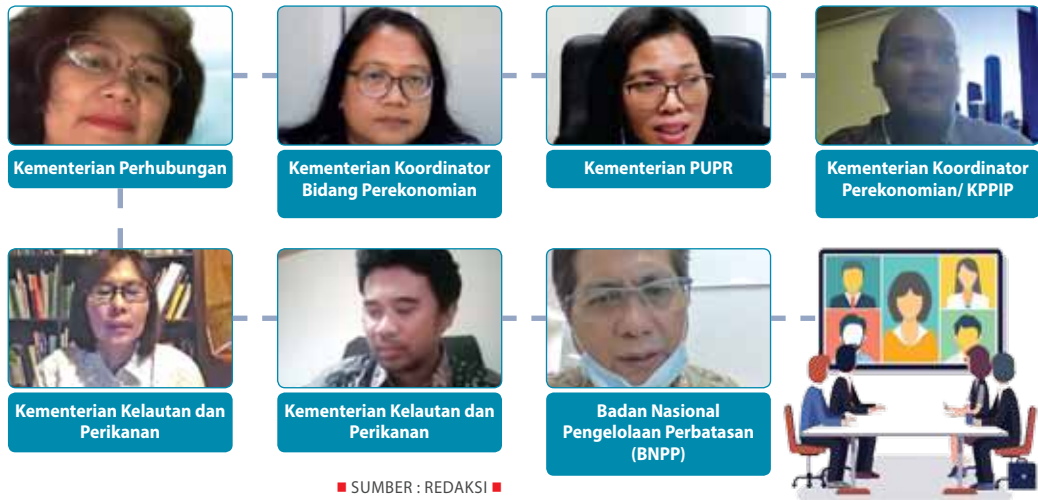 Kementerian Perhubungan
Kementerian Koordinator
Bidang Perekonomian
Kementerian PUPR
Kementerian Koordinator
Perekonomian/ KPPIP
Kementerian Kelautan dan
Perikanan
Kementerian Kelautan dan
Perikanan
Badan Nasional
Pengelolaan Perbatasan
(BNPP)
SUMBER : REDAKSI